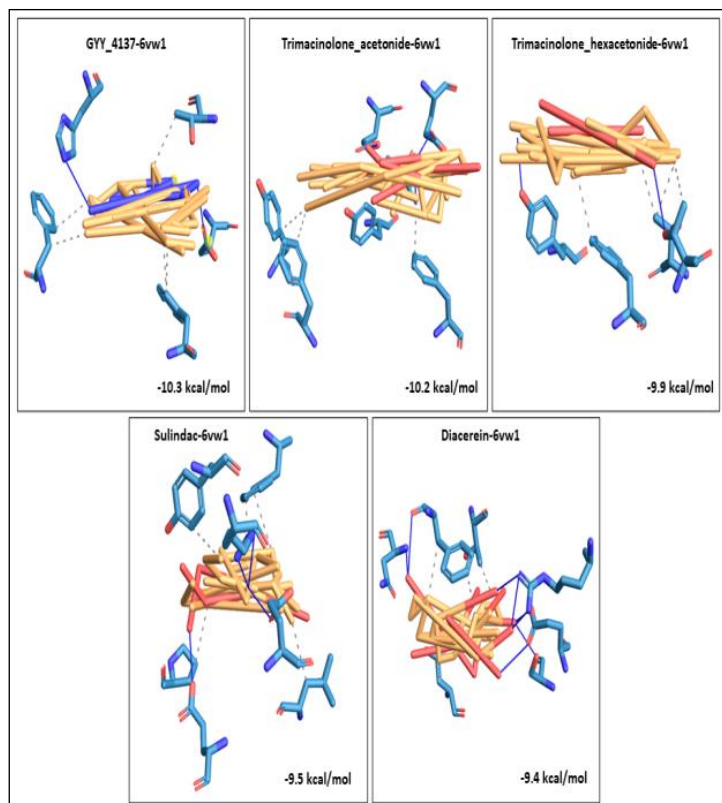 GYY_4137-6vw1
Trimacinolone_acetonide-6vw1
Trimacinolone_hexacetonide-6vw1
-10.3 kcal/mol
-10.2 kcal/mol
-9.9 kcal/mol
Sulindac-6vw1
Diacerein-6vw1
-9.5 kcal/mol
-9.4 kcal/mol